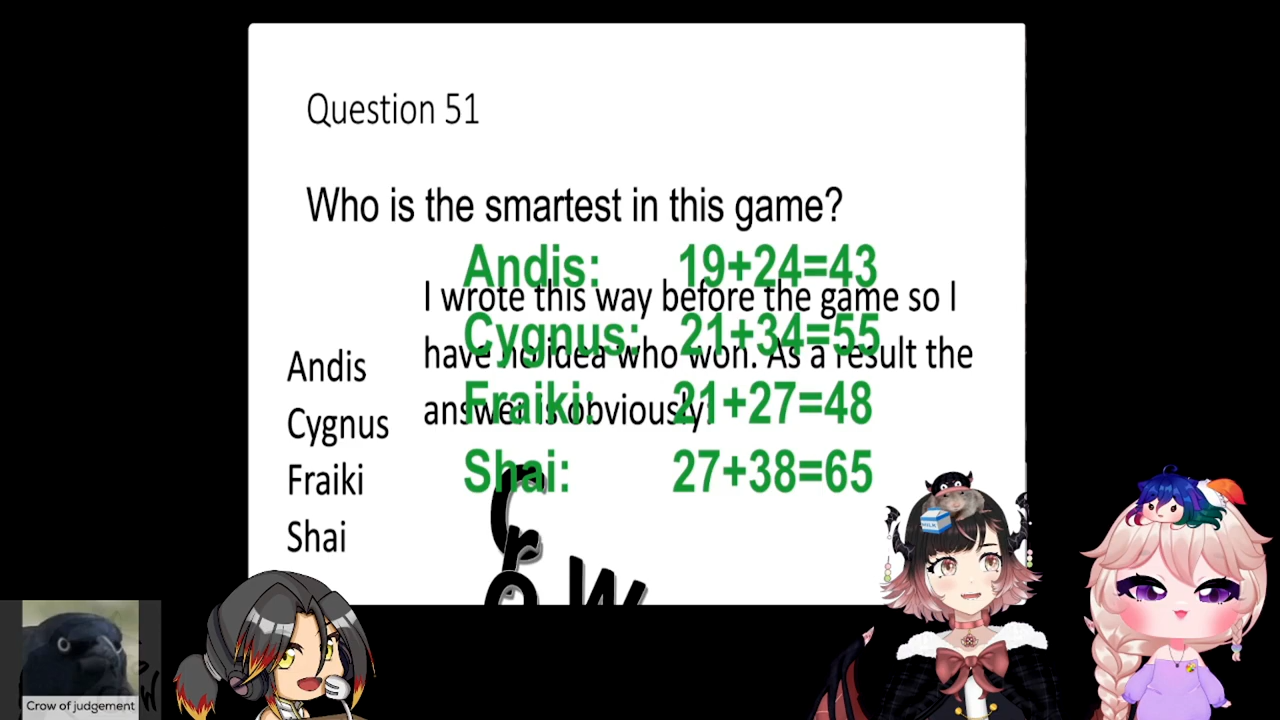 Question 51
Who is the smartest in this game?
Andis: 19+24=43
I wrote this way before the game so I
Cygnus: 21+34=55
have no idea who won. As a result the
Fraiki: 21+27=48
answer is obviously:
Shai: 27+38=65
Andis
Cygnus
Fraiki
Shai
Crow
MILK
Crow of judgement